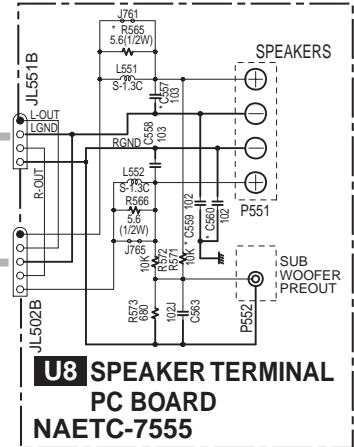 J761
* R565
5.6(1/2W)
L551
S-1.3C
SPEAKERS
JL551B
L-OUT
LGND
R-OUT
RGND
* C557
103
C558
103
L552
S-1.3C
R566
5.6
(1/2W)
J765
R572
10K
R571
10K
* C559 102
* C560
102
P551
SUB
WOOFER
PREOUT
P552
JL502B
R573
680
102J
C563
U8 SPEAKER TERMINAL
PC BOARD
NAETC-7555